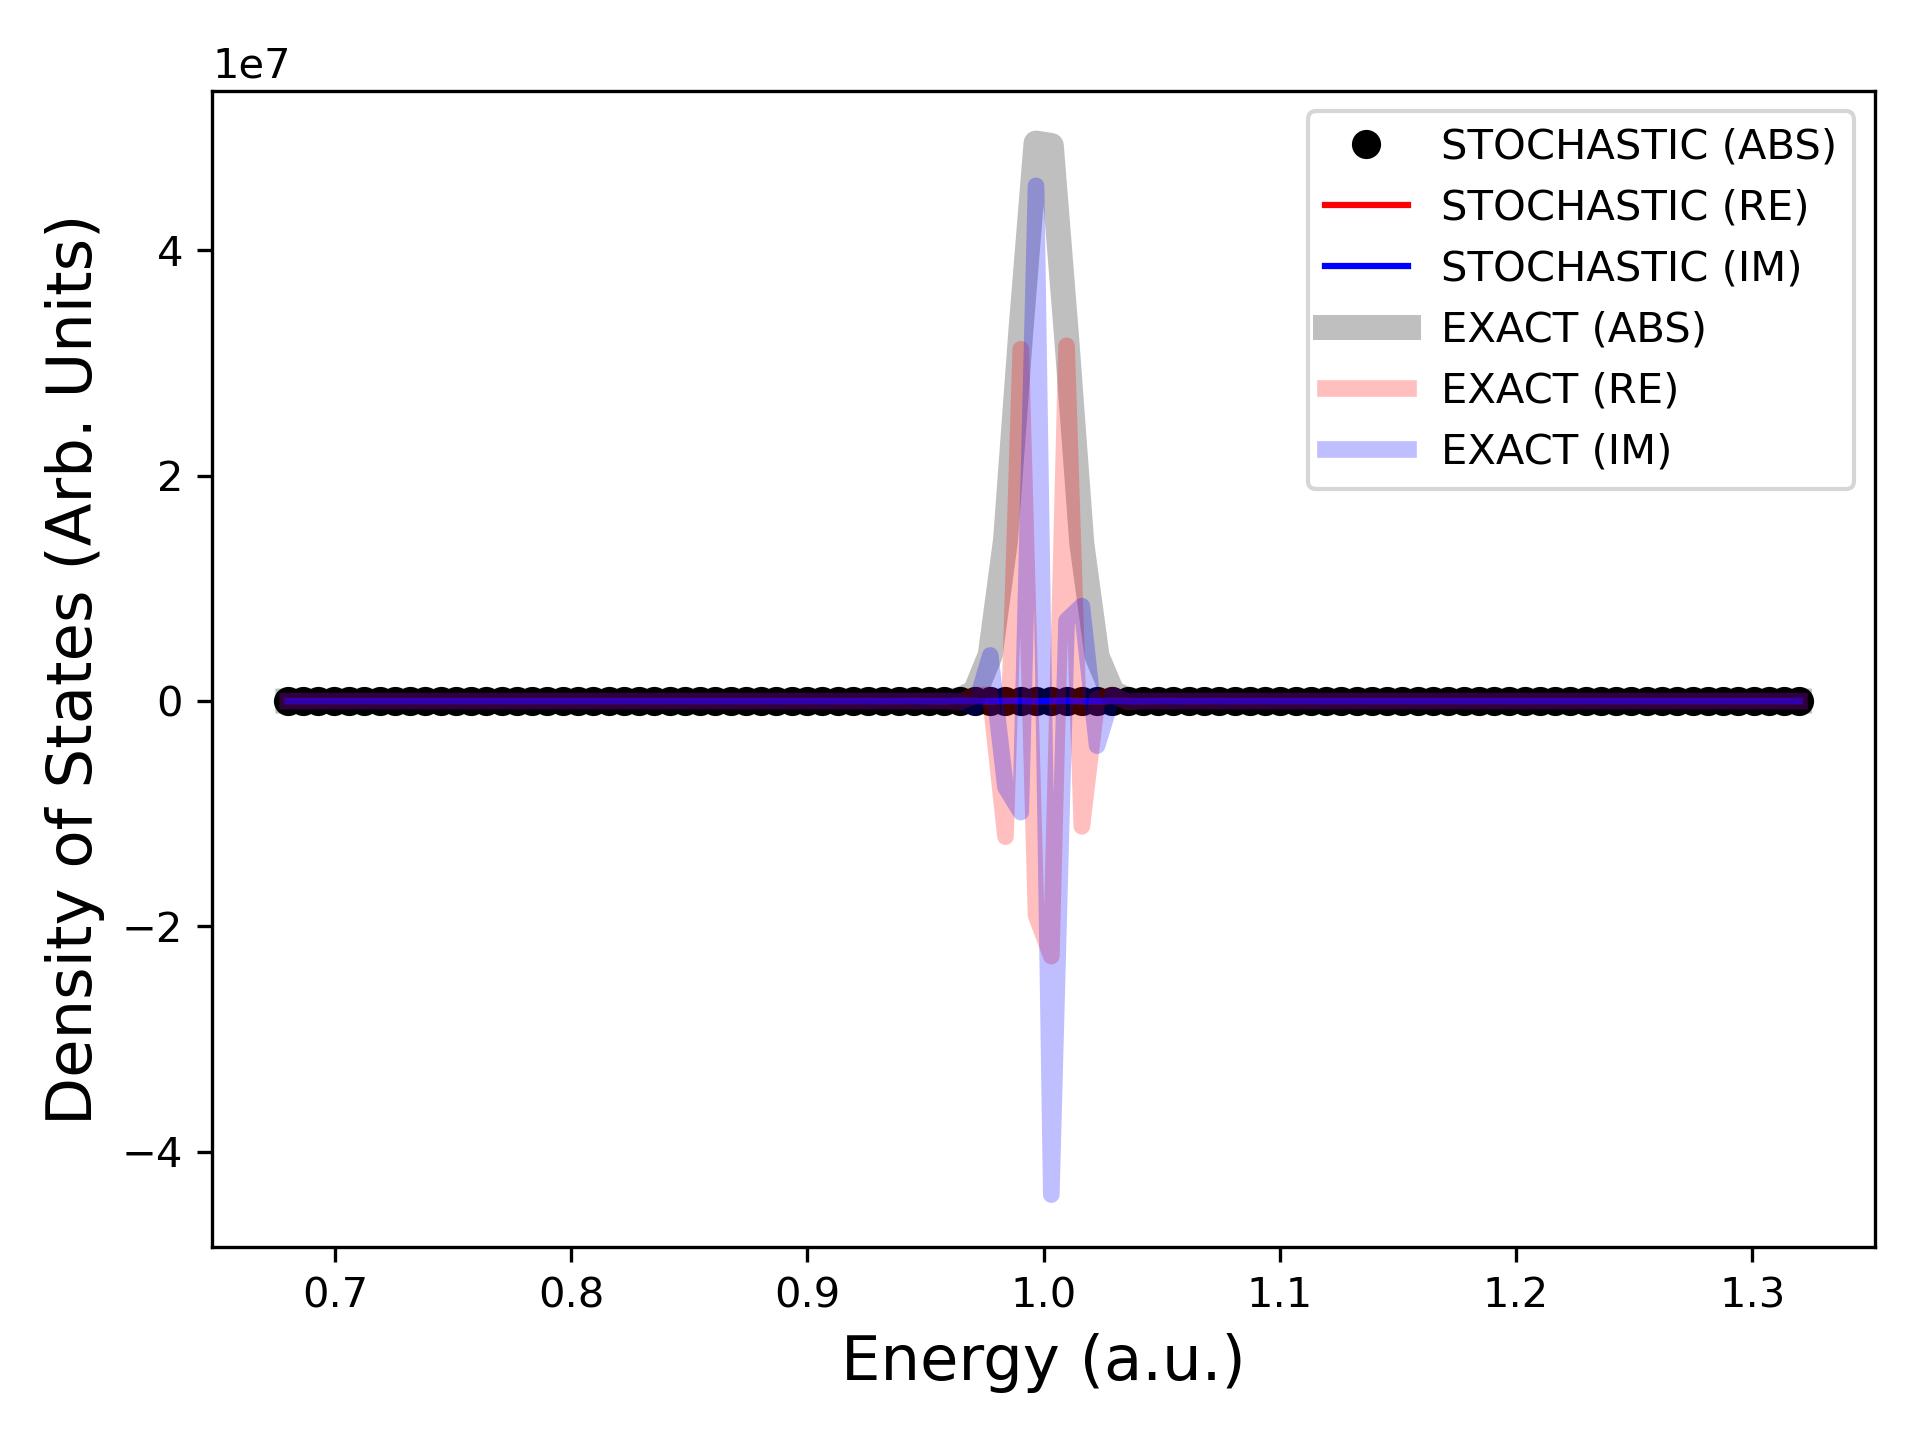 1e7
Density of States (Arb. Units)
4
2
0
−2
−4
STOCHASTIC (ABS)
STOCHASTIC (RE)
STOCHASTIC (IM)
EXACT (ABS)
EXACT (RE)
EXACT (IM)
0.7 0.8 0.9 1.0 1.1 1.2 1.3
Energy (a.u.)